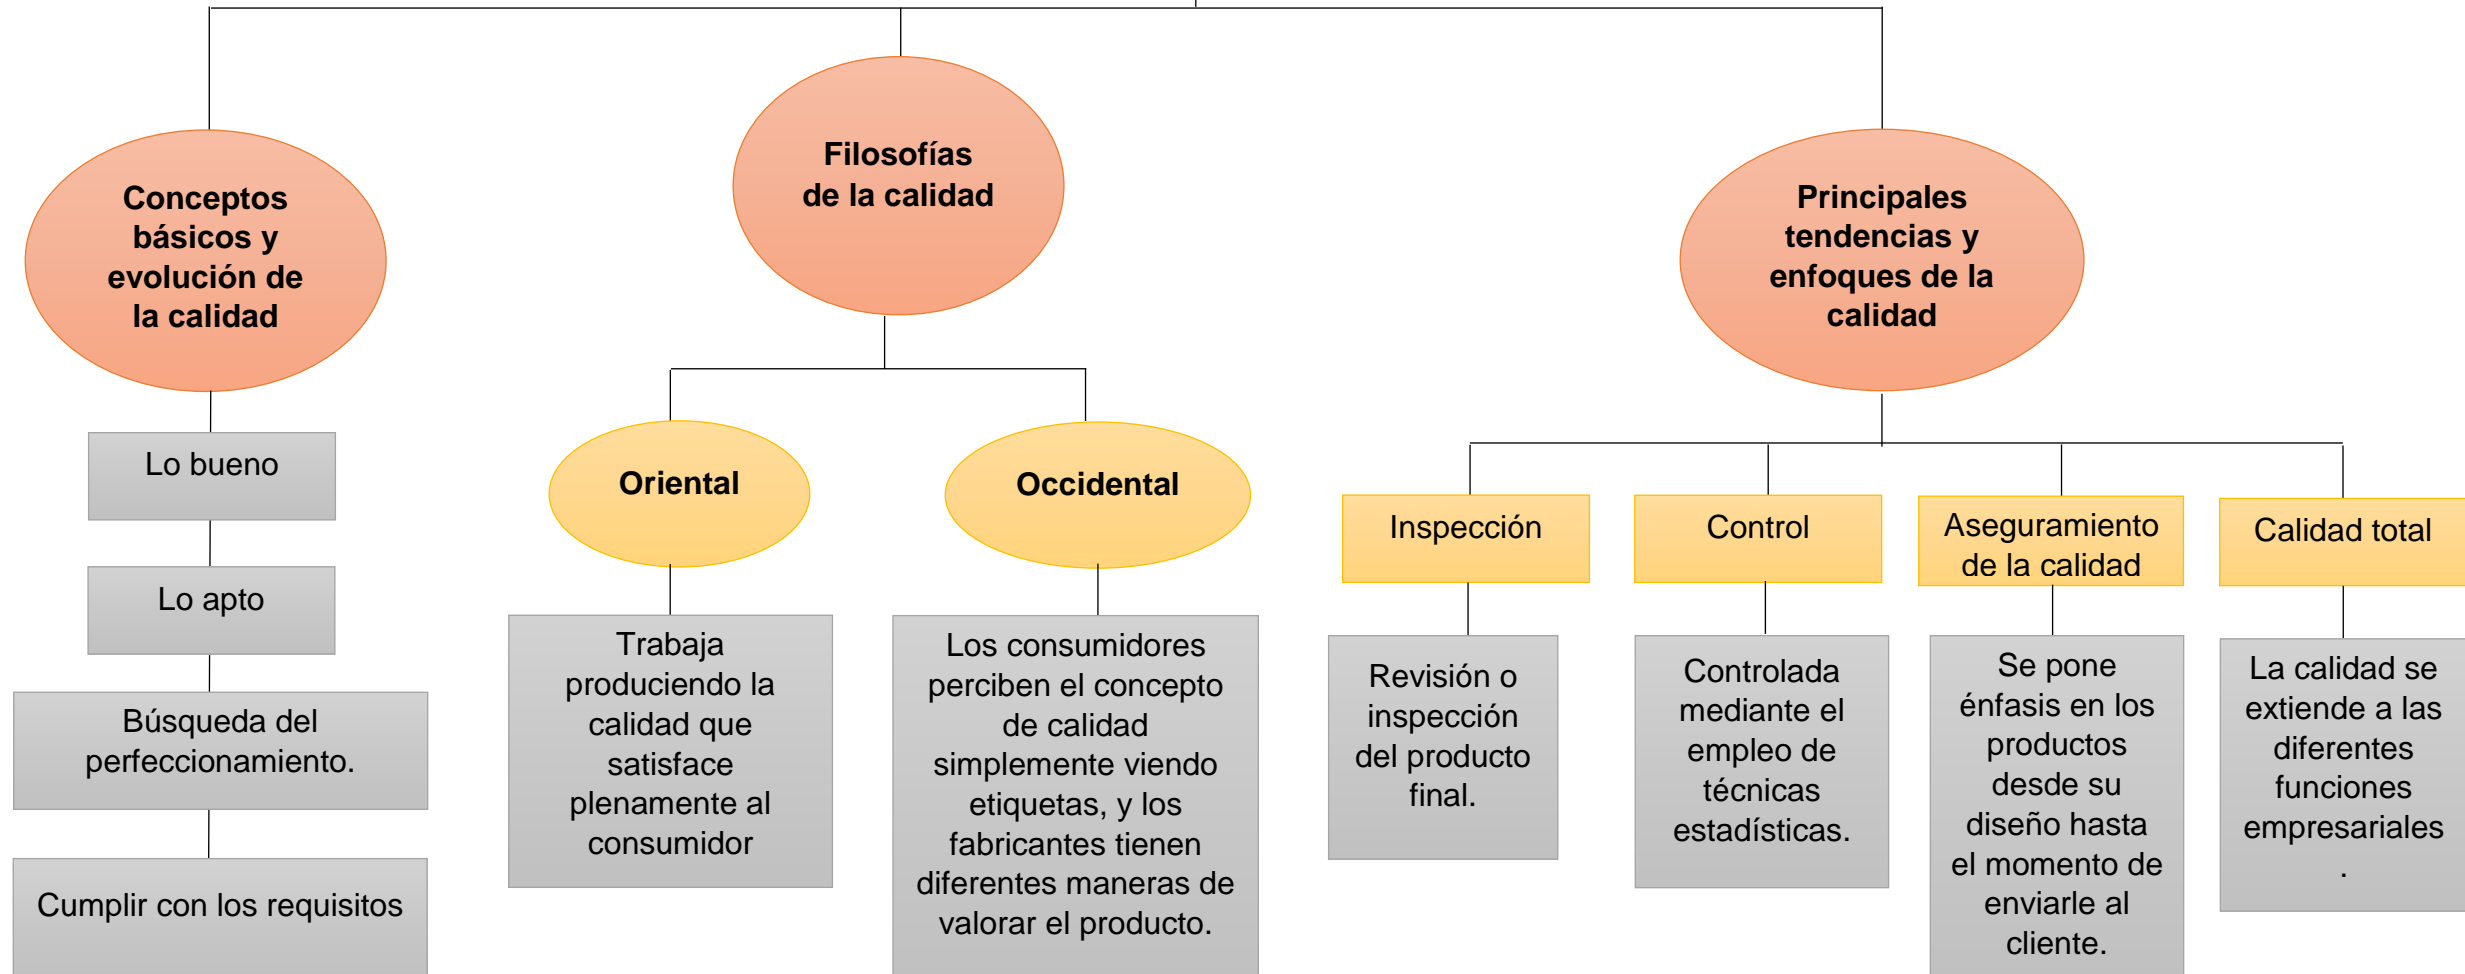 Conceptos
básicos y
evolución de
la calidad
Lo bueno
Lo apto
Búsqueda del
perfeccionamiento.
Cumplir con los requisitos
Filosofías
de la calidad
Oriental
Trabaja
produciendo la
calidad que
satisface
plenamente al
consumidor
Occidental
Los consumidores
perciben el concepto
de calidad
simplemente viendo
etiquetas, y los
fabricantes tienen
diferentes maneras de
valorar el producto.
Principales
tendencias y
enfoques de la
calidad
Inspección
Revisión o
inspección
del producto
final.
Control
Controlada
mediante el
empleo de
técnicas
estadísticas.
Aseguramiento
de la calidad
Se pone
énfasis en los
productos
desde su
diseño hasta
el momento de
enviarle al
cliente.
Calidad total
La calidad se
extiende a las
diferentes
funciones
empresariales
.